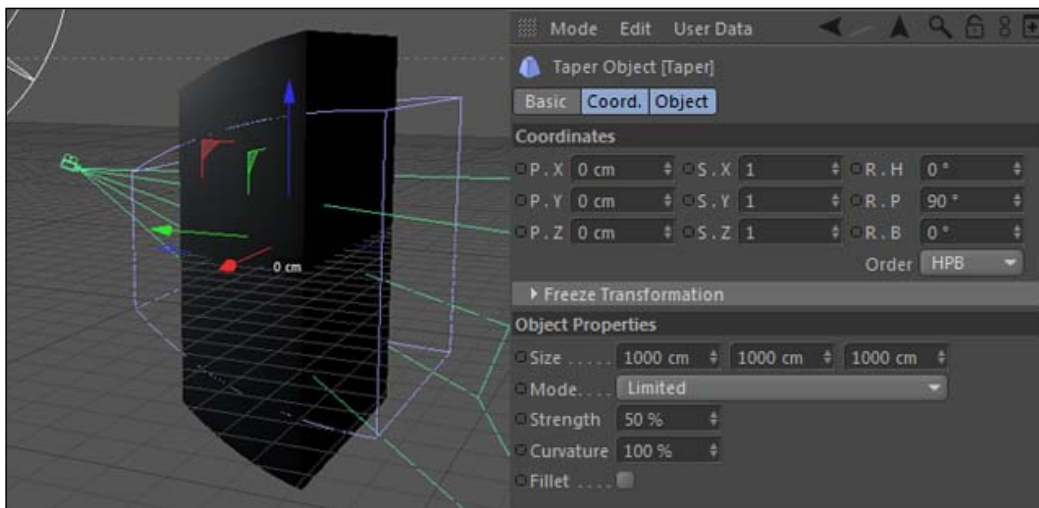 Mode Edit User Data
Taper Object [Taper]
Basic Coord. Object
Coordinates
P . X 0 cm S . X 1 R . H 0 °
P . Y 0 cm S . Y 1 R . P 90 °
P . Z 0 cm S . Z 1 R . B 0 °
Order HPB
Freeze Transformation
Object Properties
Size . . . . . 1000 cm 1000 cm 1000 cm
Mode. . . . Limited
Strength 50 %
Curvature 100 %
Fillet . . . .
0 cm